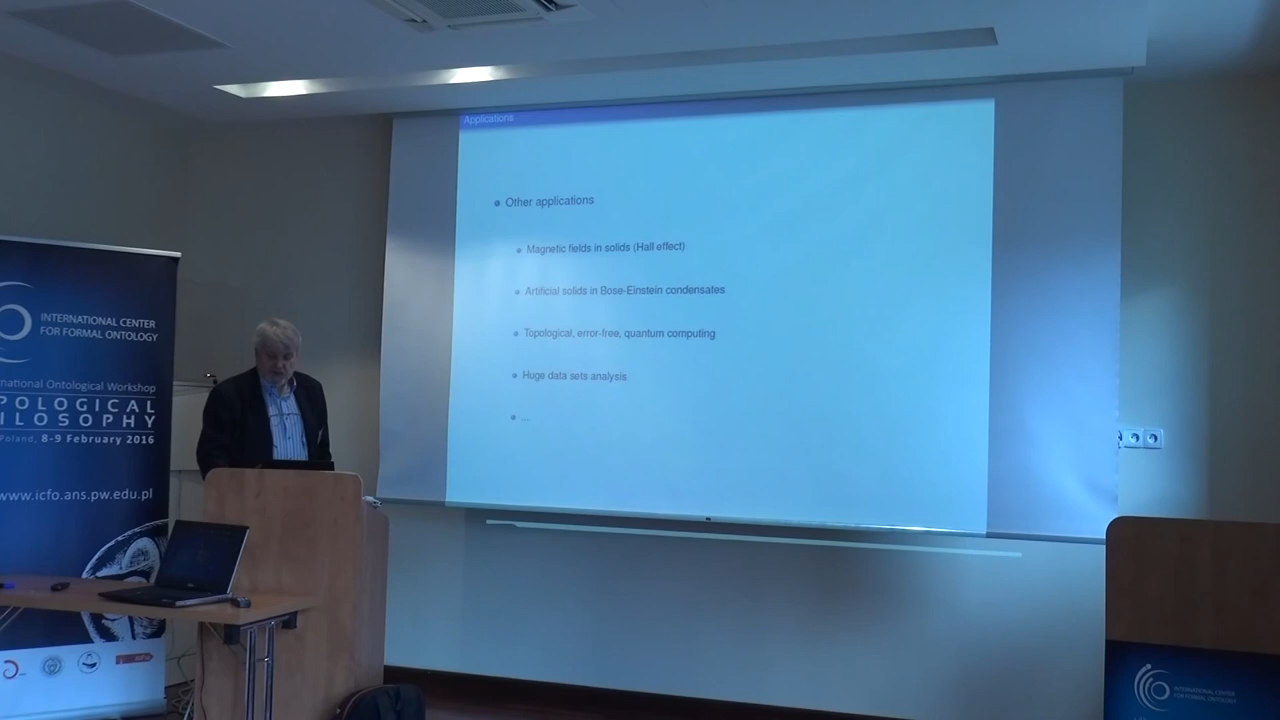 Applications
Other applications
Magnetic fields in solids (Hall effect)
Artificial solids in Bose-Einstein condensates
Topological, error-free, quantum computing
Huge data sets analysis
...
INTERNATIONAL CENTER
FOR FORMAL ONTOLOGY
national Ontological Workshop
POLOGICAL
ILOSOPHY
Poland, 8-9 February 2016
www.icfo.ans.pw.edu.pl
INTERNATIONAL CENTER
FOR FORMAL ONTOLOGY